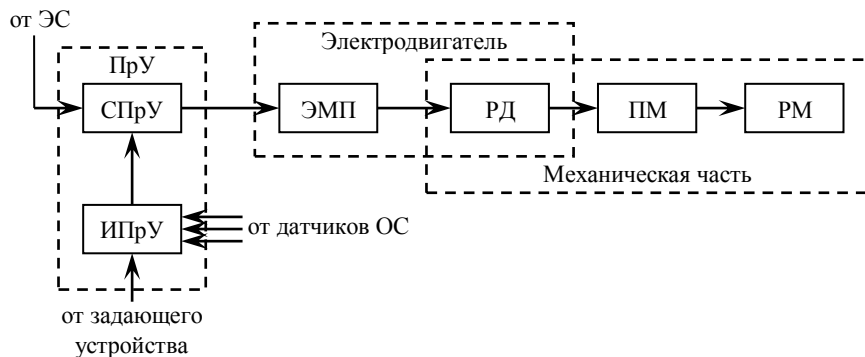 от ЭС
Электродвигатель
ПрУ
СПрУ
ЭМП
РД
ПМ
РМ
Механическая часть
ИПрУ
от датчиков ОС
от задающего
устройства